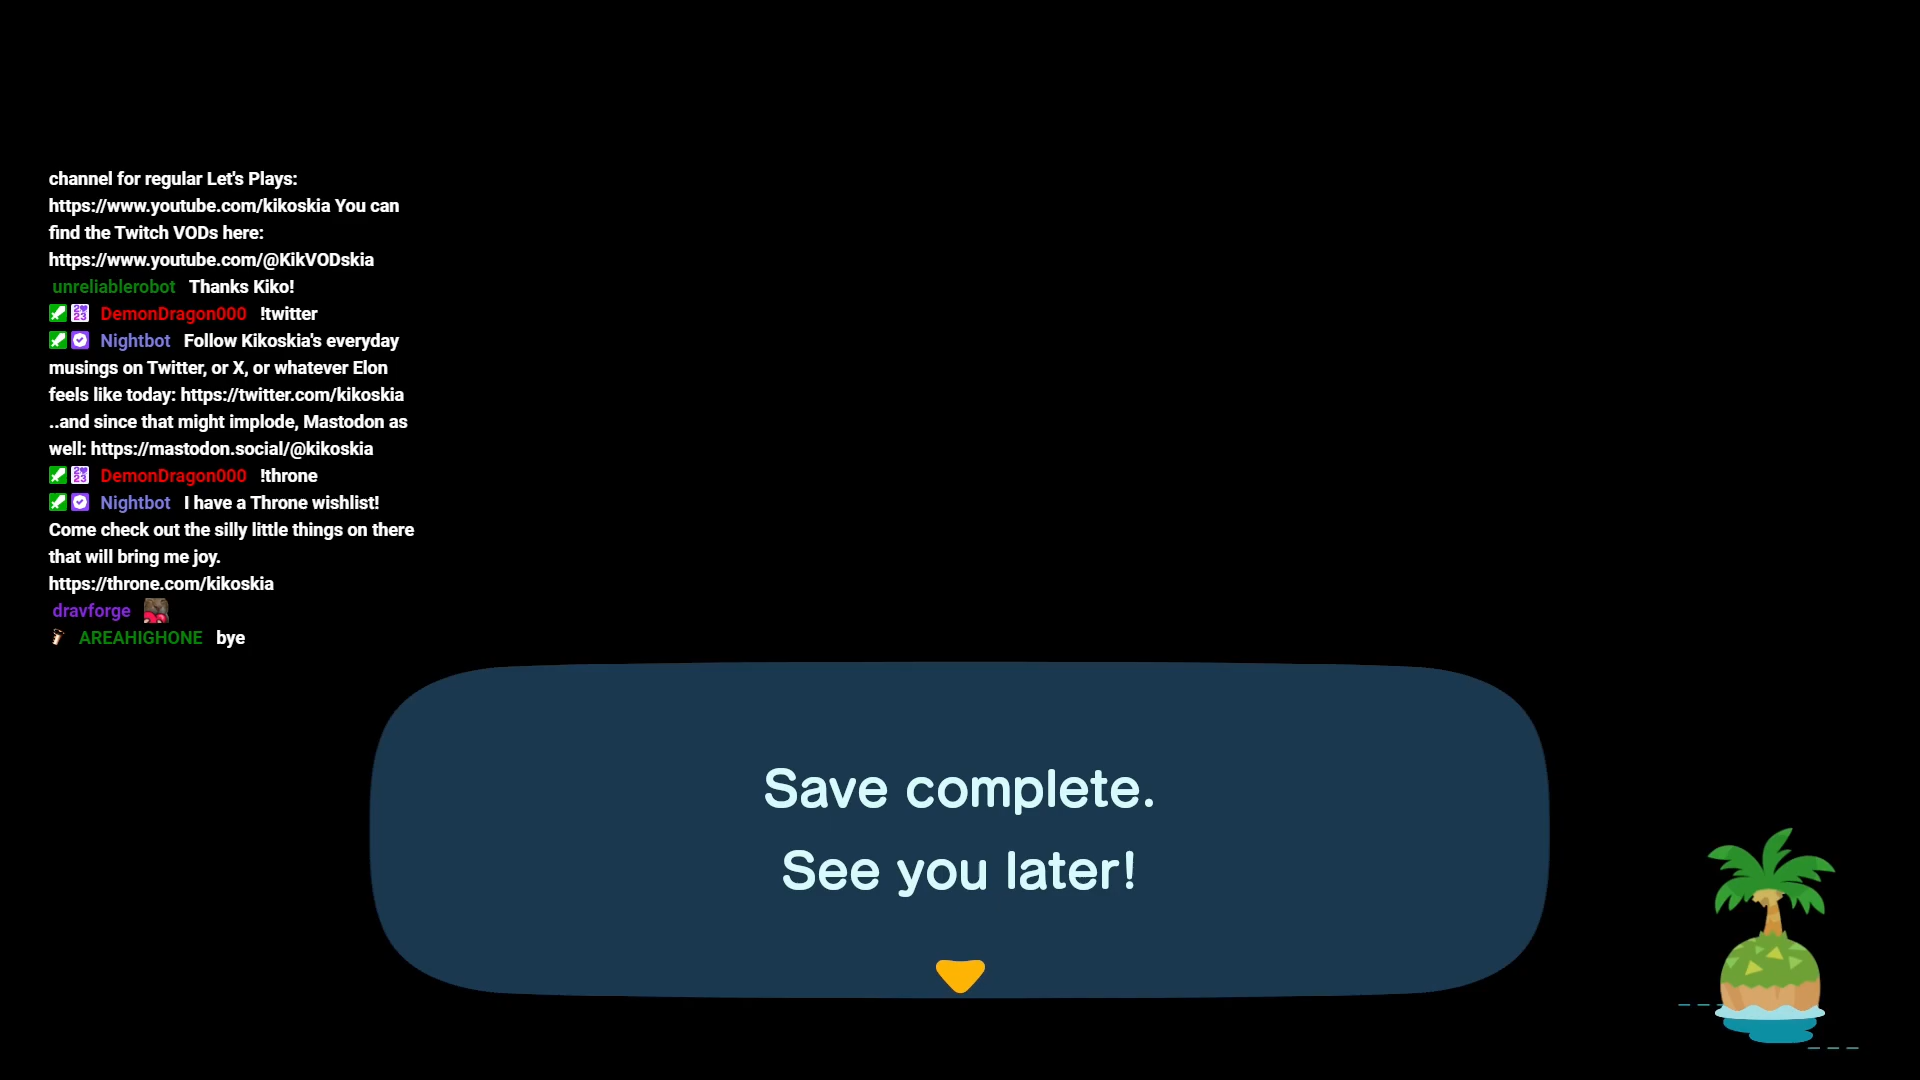 channel for regular Let's Plays:
https://www.youtube.com/kikoskia You can
find the Twitch VODs here:
https://www.youtube.com/@KikVODskia
unreliablerobot Thanks Kiko!
DemonDragon000 !twitter
Nightbot Follow Kikoskia's everyday
musings on Twitter, or X, or whatever Elon
feels like today: https://twitter.com/kikoskia
..and since that might implode, Mastodon as
well: https://mastodon.social/@kikoskia
DemonDragon000 !throne
Nightbot I have a Throne wishlist!
Come check out the silly little things on there
that will bring me joy.
https://throne.com/kikoskia
dravforge
AREAHIGHONE bye
Save complete.
See you later!